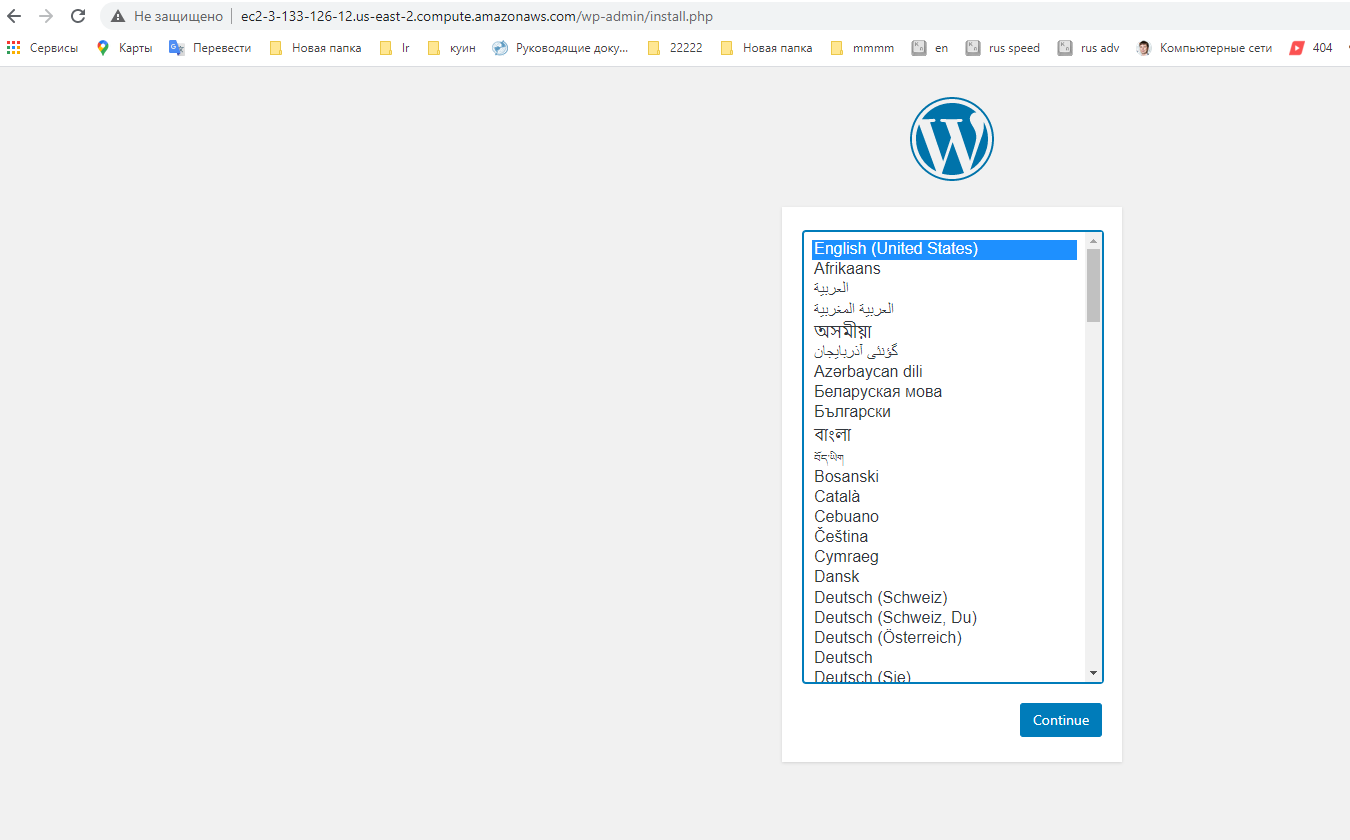 Не защищено ec2-3-133-126-12.us-east-2.compute.amazonaws.com/wp-admin/install.php
Сервисы Карты Перевести Новая папка lr куин Руководящие доку... 22222 Новая папка mmmm en rus speed rus adv Компьютерные сети 404
English (United States)
Afrikaans
العربية
العربية المغربية
অসমীয়া
گؤنئی آذربایجان
Azərbaycan dili
Беларуская мова
Български
বাংলা
བོད་ཡིག
Bosanski
Català
Cebuano
Čeština
Cymraeg
Dansk
Deutsch (Schweiz)
Deutsch (Schweiz, Du)
Deutsch (Österreich)
Deutsch
Deutsch (Sie)
Continue